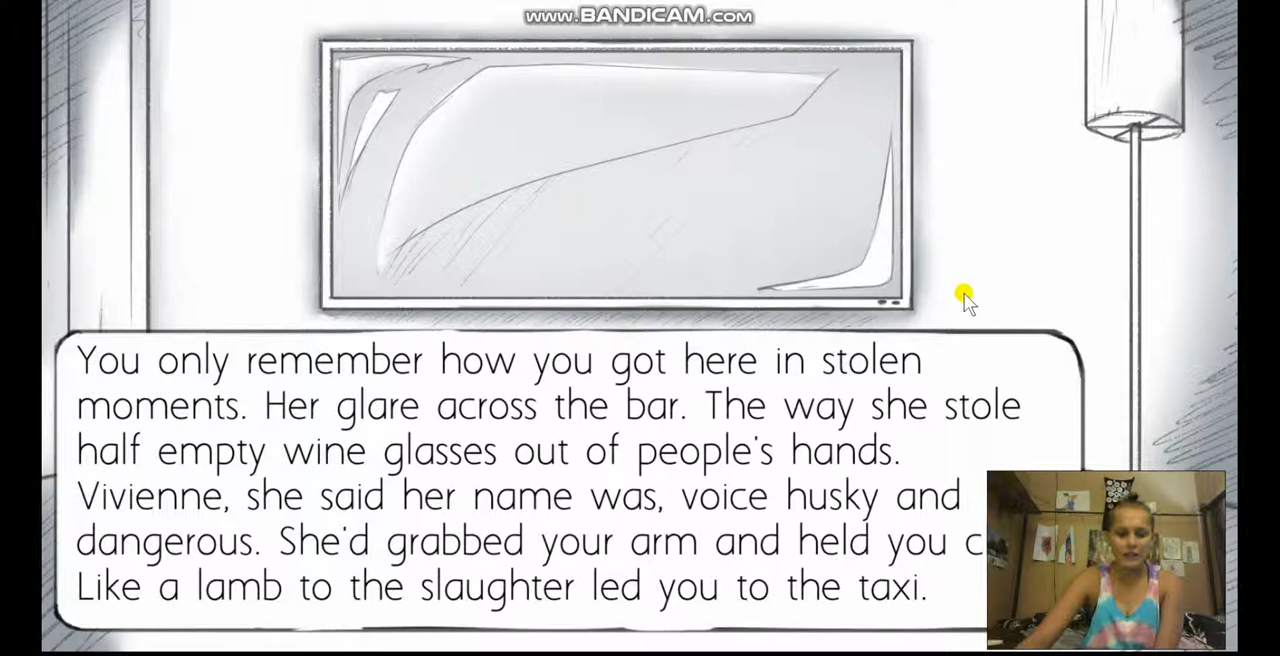 www.BANDICAM.com
You only remember how you got here in stolen
moments. Her glare across the bar. The way she stole
half empty wine glasses out of people's hands.
Vivienne, she said her name was, voice husky and
dangerous. She'd grabbed your arm and held you
Like a lamb to the slaughter led you to the taxi.